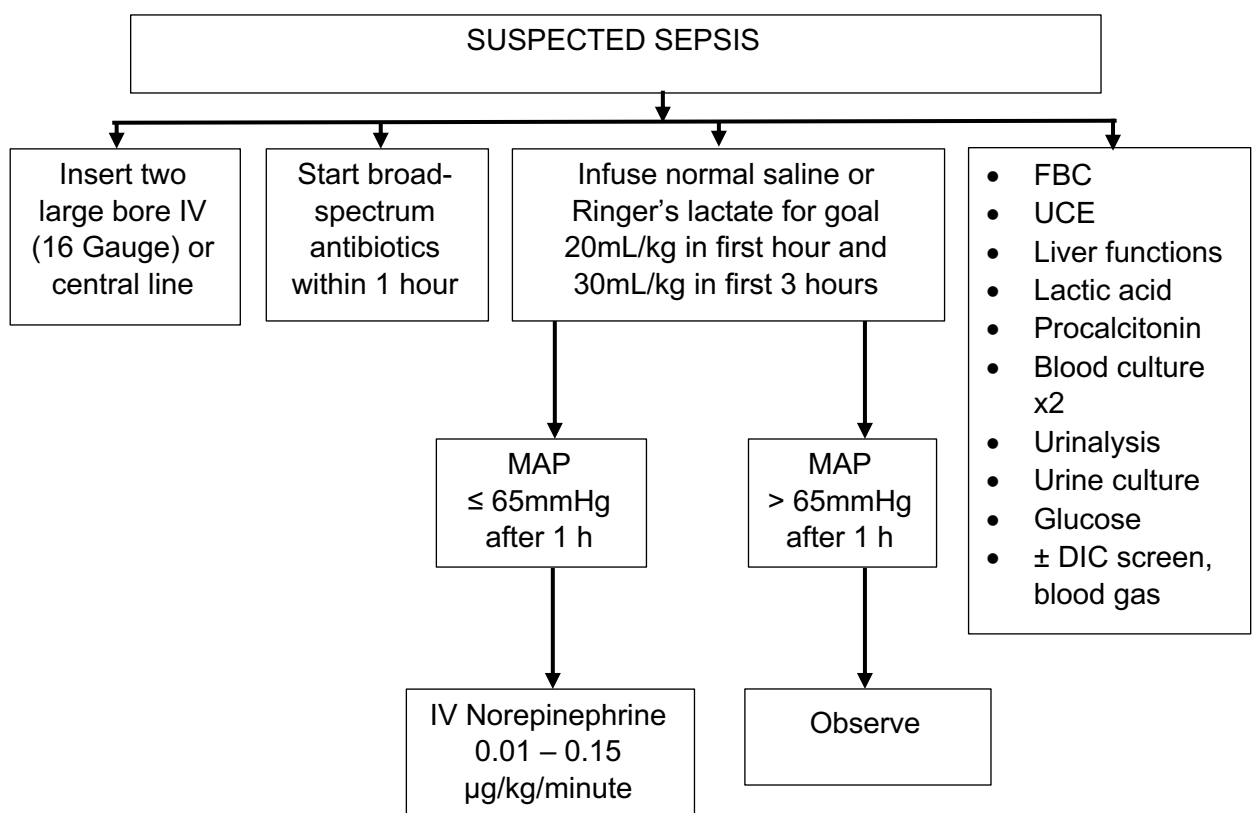 SUSPECTED SEPSIS
Insert two
large bore IV
(16 Gauge) or
central line
Start broad-
spectrum
antibiotics
within 1 hour
Infuse normal saline or
Ringer’s lactate for goal
20mL/kg in first hour and
30mL/kg in first 3 hours
• FBC
• UCE
• Liver functions
• Lactic acid
• Procalcitonin
• Blood culture
x2
• Urinalysis
• Urine culture
• Glucose
• ± DIC screen,
blood gas
MAP
≤ 65mmHg
after 1 h
MAP
> 65mmHg
after 1 h
IV Norepinephrine
0.01 – 0.15
µg/kg/minute
Observe